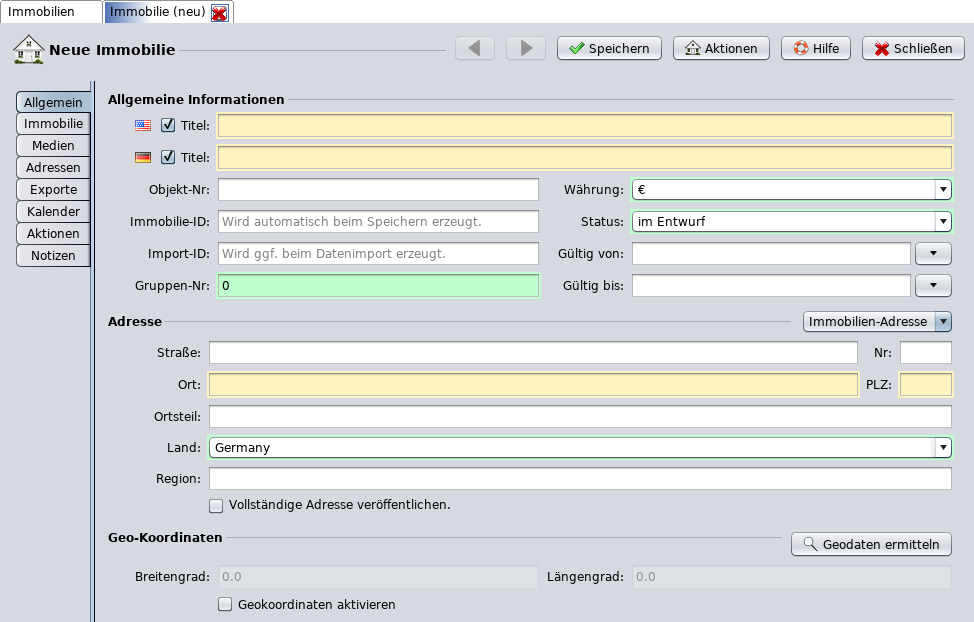 Immobilien Immobilie (neu)
Neue Immobilie Speichern Aktionen Hilfe Schließen
Allgemein
Immobilie
Medien
Adressen
Exporte
Kalender
Aktionen
Notizen
Allgemeine Informationen
Titel:
Titel:
Objekt-Nr: Währung: €
Immobilie-ID: Wird automatisch beim Speichern erzeugt. Status: im Entwurf
Import-ID: Wird ggf. beim Datenimport erzeugt. Gültig von:
Gruppen-Nr: 0 Gültig bis:
Adresse Immobilien-Adresse
Straße: Nr:
Ort: PLZ:
Ortsteil:
Land: Germany
Region:
Vollständige Adresse veröffentlichen.
Geo-Koordinaten Geodaten ermitteln
Breitengrad: 0.0 Längengrad: 0.0
Geokoordinaten aktivieren